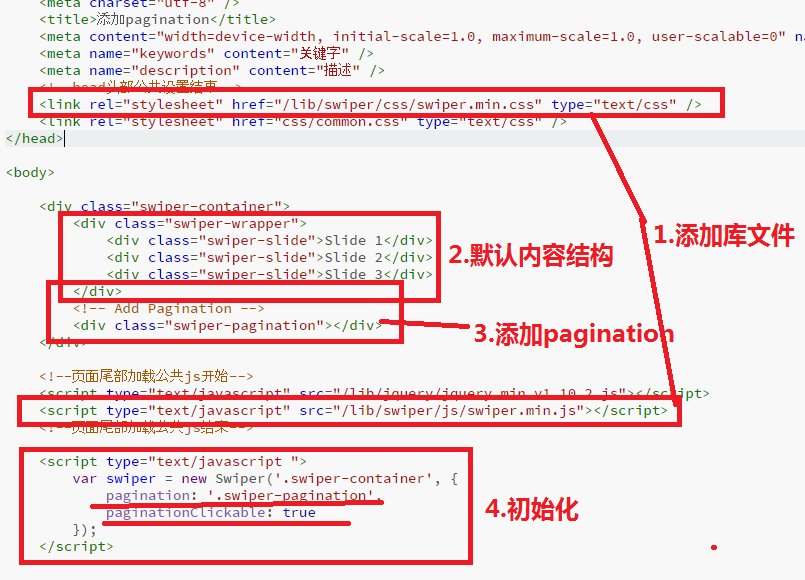 <meta charset="utf-8" />
<title>添加pagination</title>
<meta content="width=device-width, initial-scale=1.0, maximum-scale=1.0, user-scalable=0" na
<meta name="keywords" content="关键字" />
<meta name="description" content="描述" />
<!--head头部公共设置结束-->
<link rel="stylesheet" href="/lib/swiper/css/swiper.min.css" type="text/css" />
<link rel="stylesheet" href="css/common.css" type="text/css" />
</head>
<body>
<div class="swiper-container">
<div class="swiper-wrapper">
<div class="swiper-slide">Slide 1</div>
<div class="swiper-slide">Slide 2</div>
<div class="swiper-slide">Slide 3</div>
</div>
<!-- Add Pagination -->
<div class="swiper-pagination"></div>
</div>
1.添加库文件
2.默认内容结构
3.添加pagination
<!--页面尾部加载公共js开始-->
<script type="text/javascript" src="/lib/jquery/jquery.min.v1.10.2.js"></script>
<script type="text/javascript" src="/lib/swiper/js/swiper.min.js"></script>
<!--页面尾部加载公共js结束-->
<script type="text/javascript ">
var swiper = new Swiper('.swiper-container', {
pagination: '.swiper-pagination',
paginationClickable: true
});
</script>
4.初始化